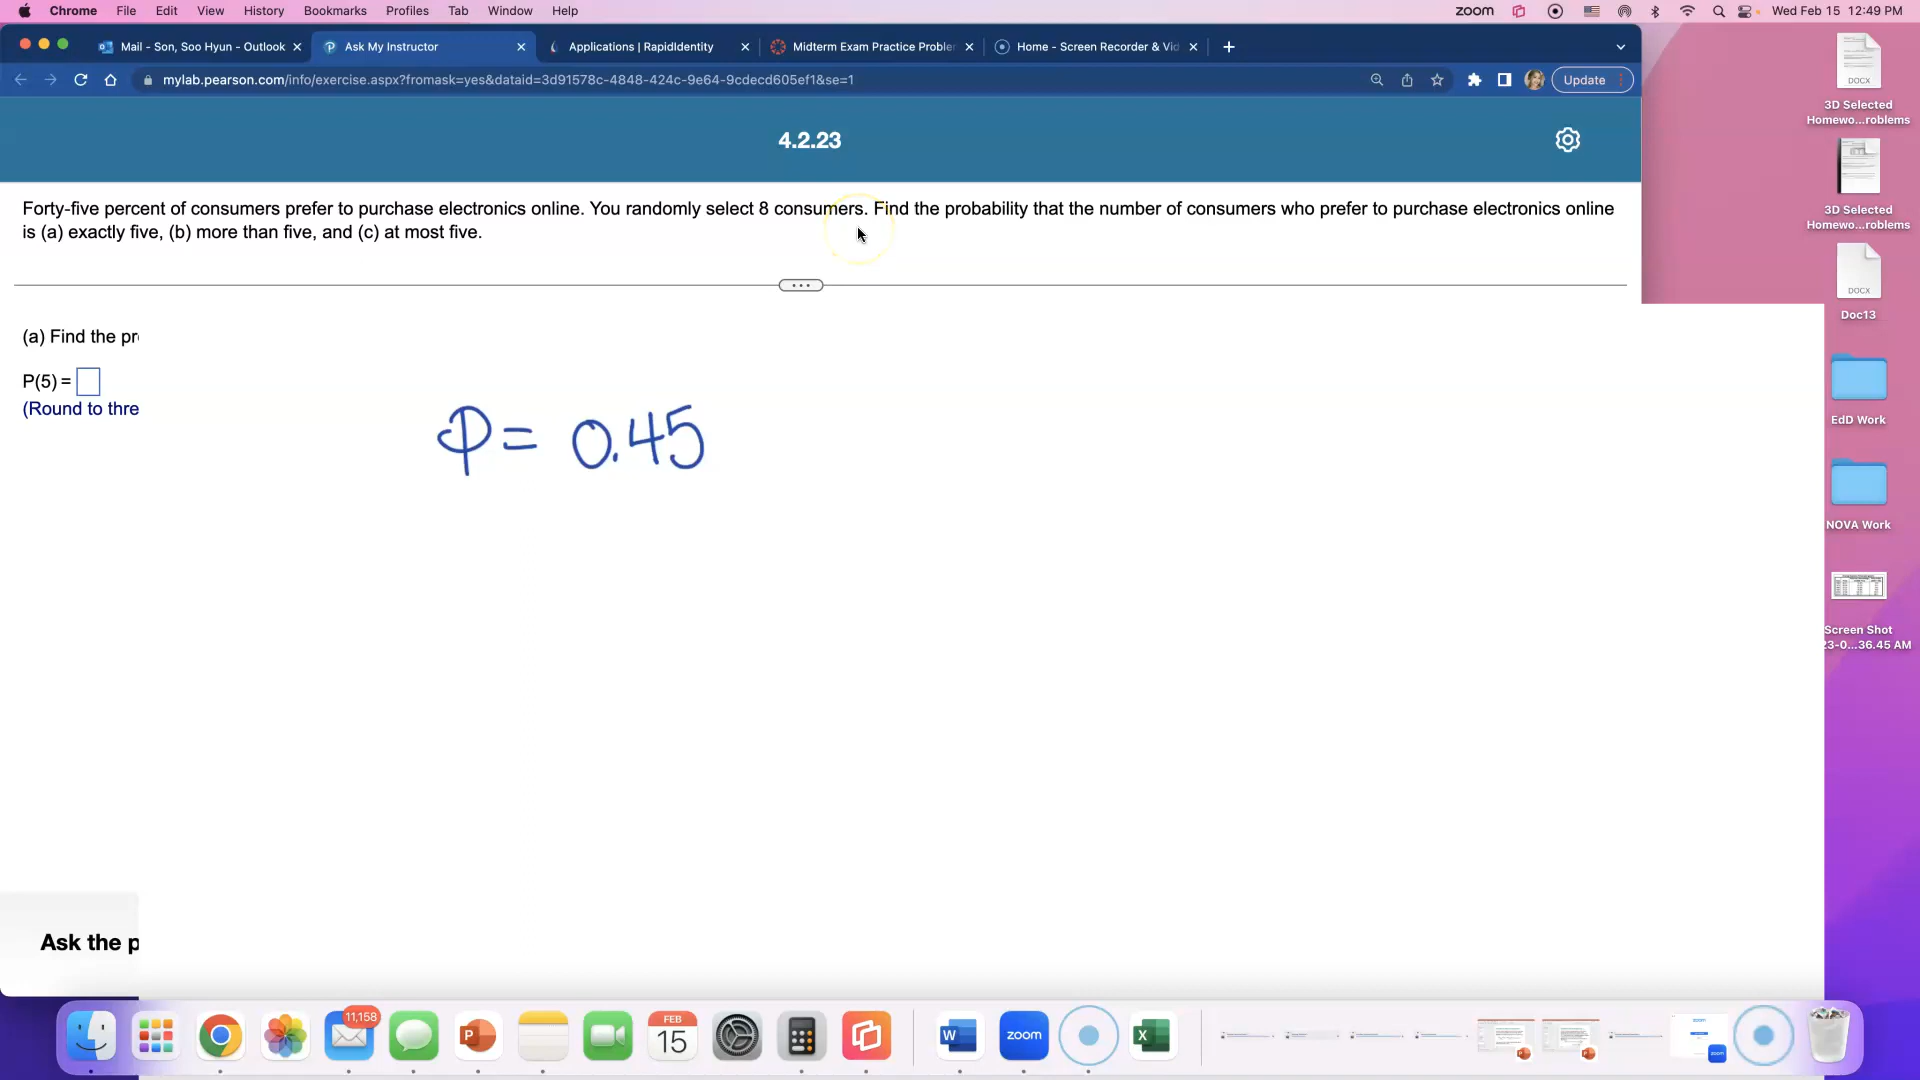 Chrome File Edit View History Bookmarks Profiles Tab Window Help zoom Wed Feb 15 12:49 PM
Mail - Son, Soo Hyun - Outlook Ask My Instructor Applications | RapidIdentity Midterm Exam Practice Proble Home - Screen Recorder & Vid
mylab.pearson.com/info/exercise.aspx?fromask=yes&dataid=3d91578c-4848-424c-9e64-9cdecd605ef1&se=1 Update
4.2.23
Forty-five percent of consumers prefer to purchase electronics online. You randomly select 8 consumers. Find the probability that the number of consumers who prefer to purchase electronics online
is (a) exactly five, (b) more than five, and (c) at most five.
(a) Find the pr
P(5) =
(Round to thre
P = 0.45
Ask the p
DOCX
3D Selected
Homewo...roblems
3D Selected
Homewo...roblems
DOCX
Doc13
EdD Work
NOVA Work
Screen Shot
23-0...36.45 AM
11,158
FEB
15
P
W
zoom
X
zoom